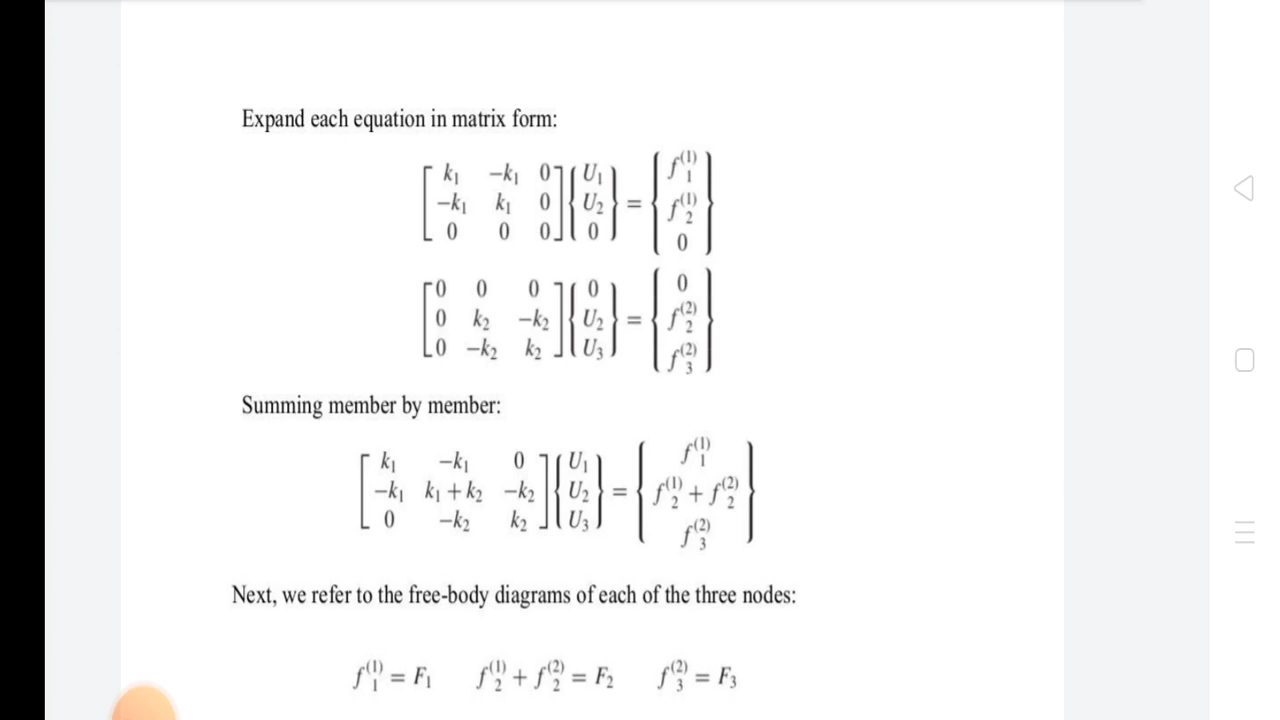 Expand each equation in matrix form:
[ k₁ −k₁ 0 ] { U₁ } = { f₁⁽¹⁾ }
[ −k₁ k₁ 0 ] { U₂ } = { f₂⁽¹⁾ }
[ 0 0 0 ] { 0 } = { 0 }
[ 0 0 0 ] { 0 } = { 0 }
[ 0 k₂ −k₂ ] { U₂ } = { f₂⁽²⁾ }
[ 0 −k₂ k₂ ] { U₃ } = { f₃⁽²⁾ }
Summing member by member:
[ k₁ −k₁ 0 ] { U₁ } = { f₁⁽¹⁾ }
[ −k₁ k₁ + k₂ −k₂ ] { U₂ } = { f₂⁽¹⁾ + f₂⁽²⁾ }
[ 0 −k₂ k₂ ] { U₃ } = { f₃⁽²⁾ }
Next, we refer to the free-body diagrams of each of the three nodes:
f₁⁽¹⁾ = F₁ f₂⁽¹⁾ + f₂⁽²⁾ = F₂ f₃⁽²⁾ = F₃